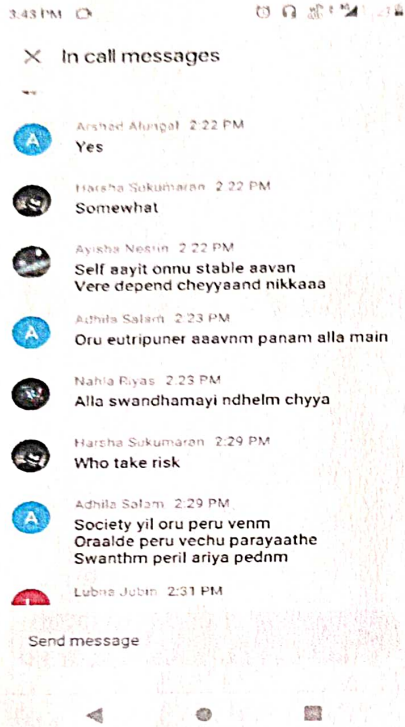 3:43 PM
In call messages
A
Arshad Alungal 2:22 PM
Yes
Harsha Sukumaran 2:22 PM
Somewhat
Ayisha Nesrin 2:22 PM
Self aayit onnu stable aavan
Vere depend cheyyaand nikkaaa
A
Adhila Salam 2:23 PM
Oru eutripuner aaavnm panam alla main
Nahla Riyas 2:23 PM
Alla swandhamayi ndhelm chyya
Harsha Sukumaran 2:29 PM
Who take risk
A
Adhila Salam 2:29 PM
Society yil oru peru venm
Oraalde peru vechu parayaathe
Swanthm peril ariya pednm
Lubna Jubin 2:31 PM
Send message